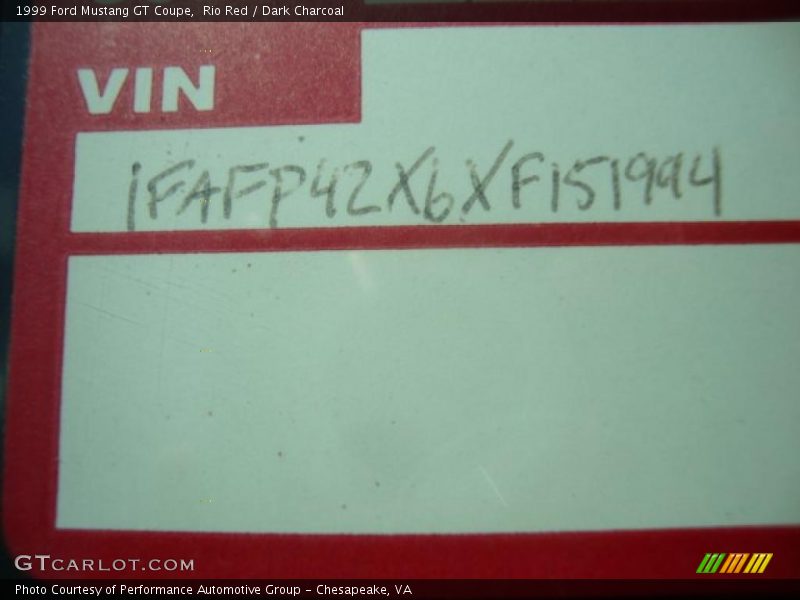 1999 Ford Mustang GT Coupe, Rio Red / Dark Charcoal
VIN
1FAFP42X6XF151994
GTCARLOT.COM
Photo Courtesy of Performance Automotive Group - Chesapeake, VA